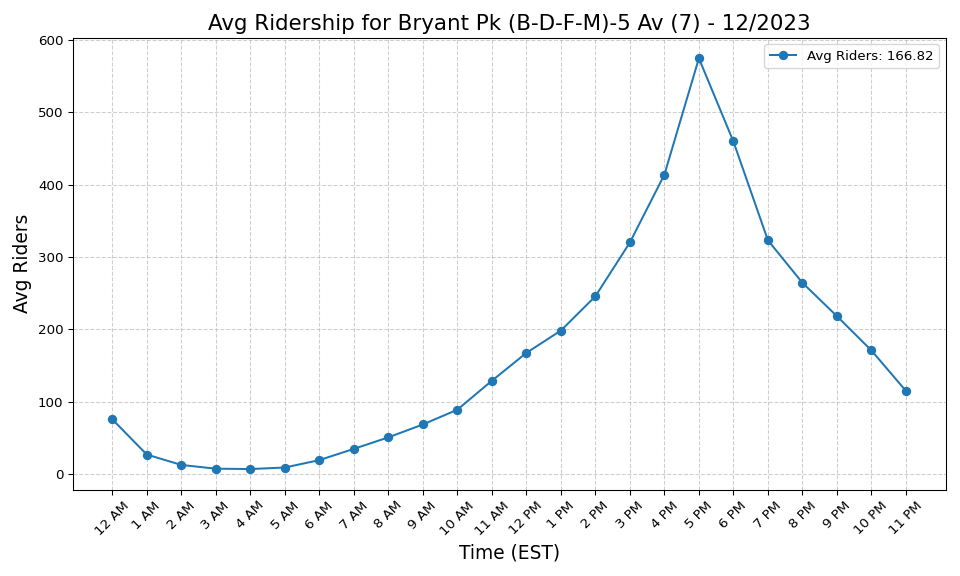 Avg Ridership for Bryant Pk (B-D-F-M)-5 Av (7) - 12/2023
Avg Riders: 166.82
Avg Riders
600
500
400
300
200
100
0
12 AM 1 AM 2 AM 3 AM 4 AM 5 AM 6 AM 7 AM 8 AM 9 AM 10 AM 11 AM 12 PM 1 PM 2 PM 3 PM 4 PM 5 PM 6 PM 7 PM 8 PM 9 PM 10 PM 11 PM
Time (EST)